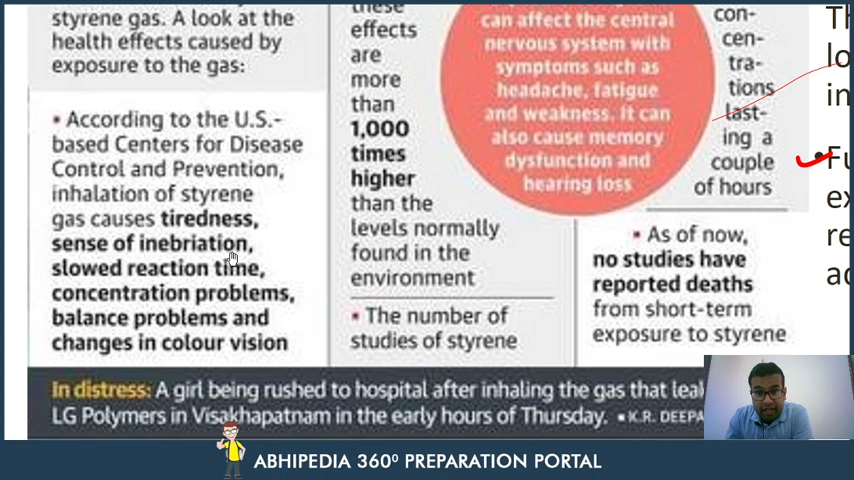 styrene gas. A look at the
health effects caused by
exposure to the gas:
According to the U.S.-
based Centers for Disease
Control and Prevention,
inhalation of styrene
gas causes tiredness,
sense of inebriation,
slowed reaction time,
concentration problems,
balance problems and
changes in colour vision
these
effects
are
more
than
1,000
times
higher
than the
levels normally
found in the
environment
The number of
studies of styrene
can affect the central
nervous system with
symptoms such as
headache, fatigue
and weakness. It can
also cause memory
dysfunction and
hearing loss
con-
cen-
tra-
tions
last-
ing a
couple
of hours
As of now,
no studies have
reported deaths
from short-term
exposure to styrene
In distress: A girl being rushed to hospital after inhaling the gas that
LG Polymers in Visakhapatnam in the early hours of Thursday. • K.R.
ABHIPEDIA 360º PREPARATION PORTAL